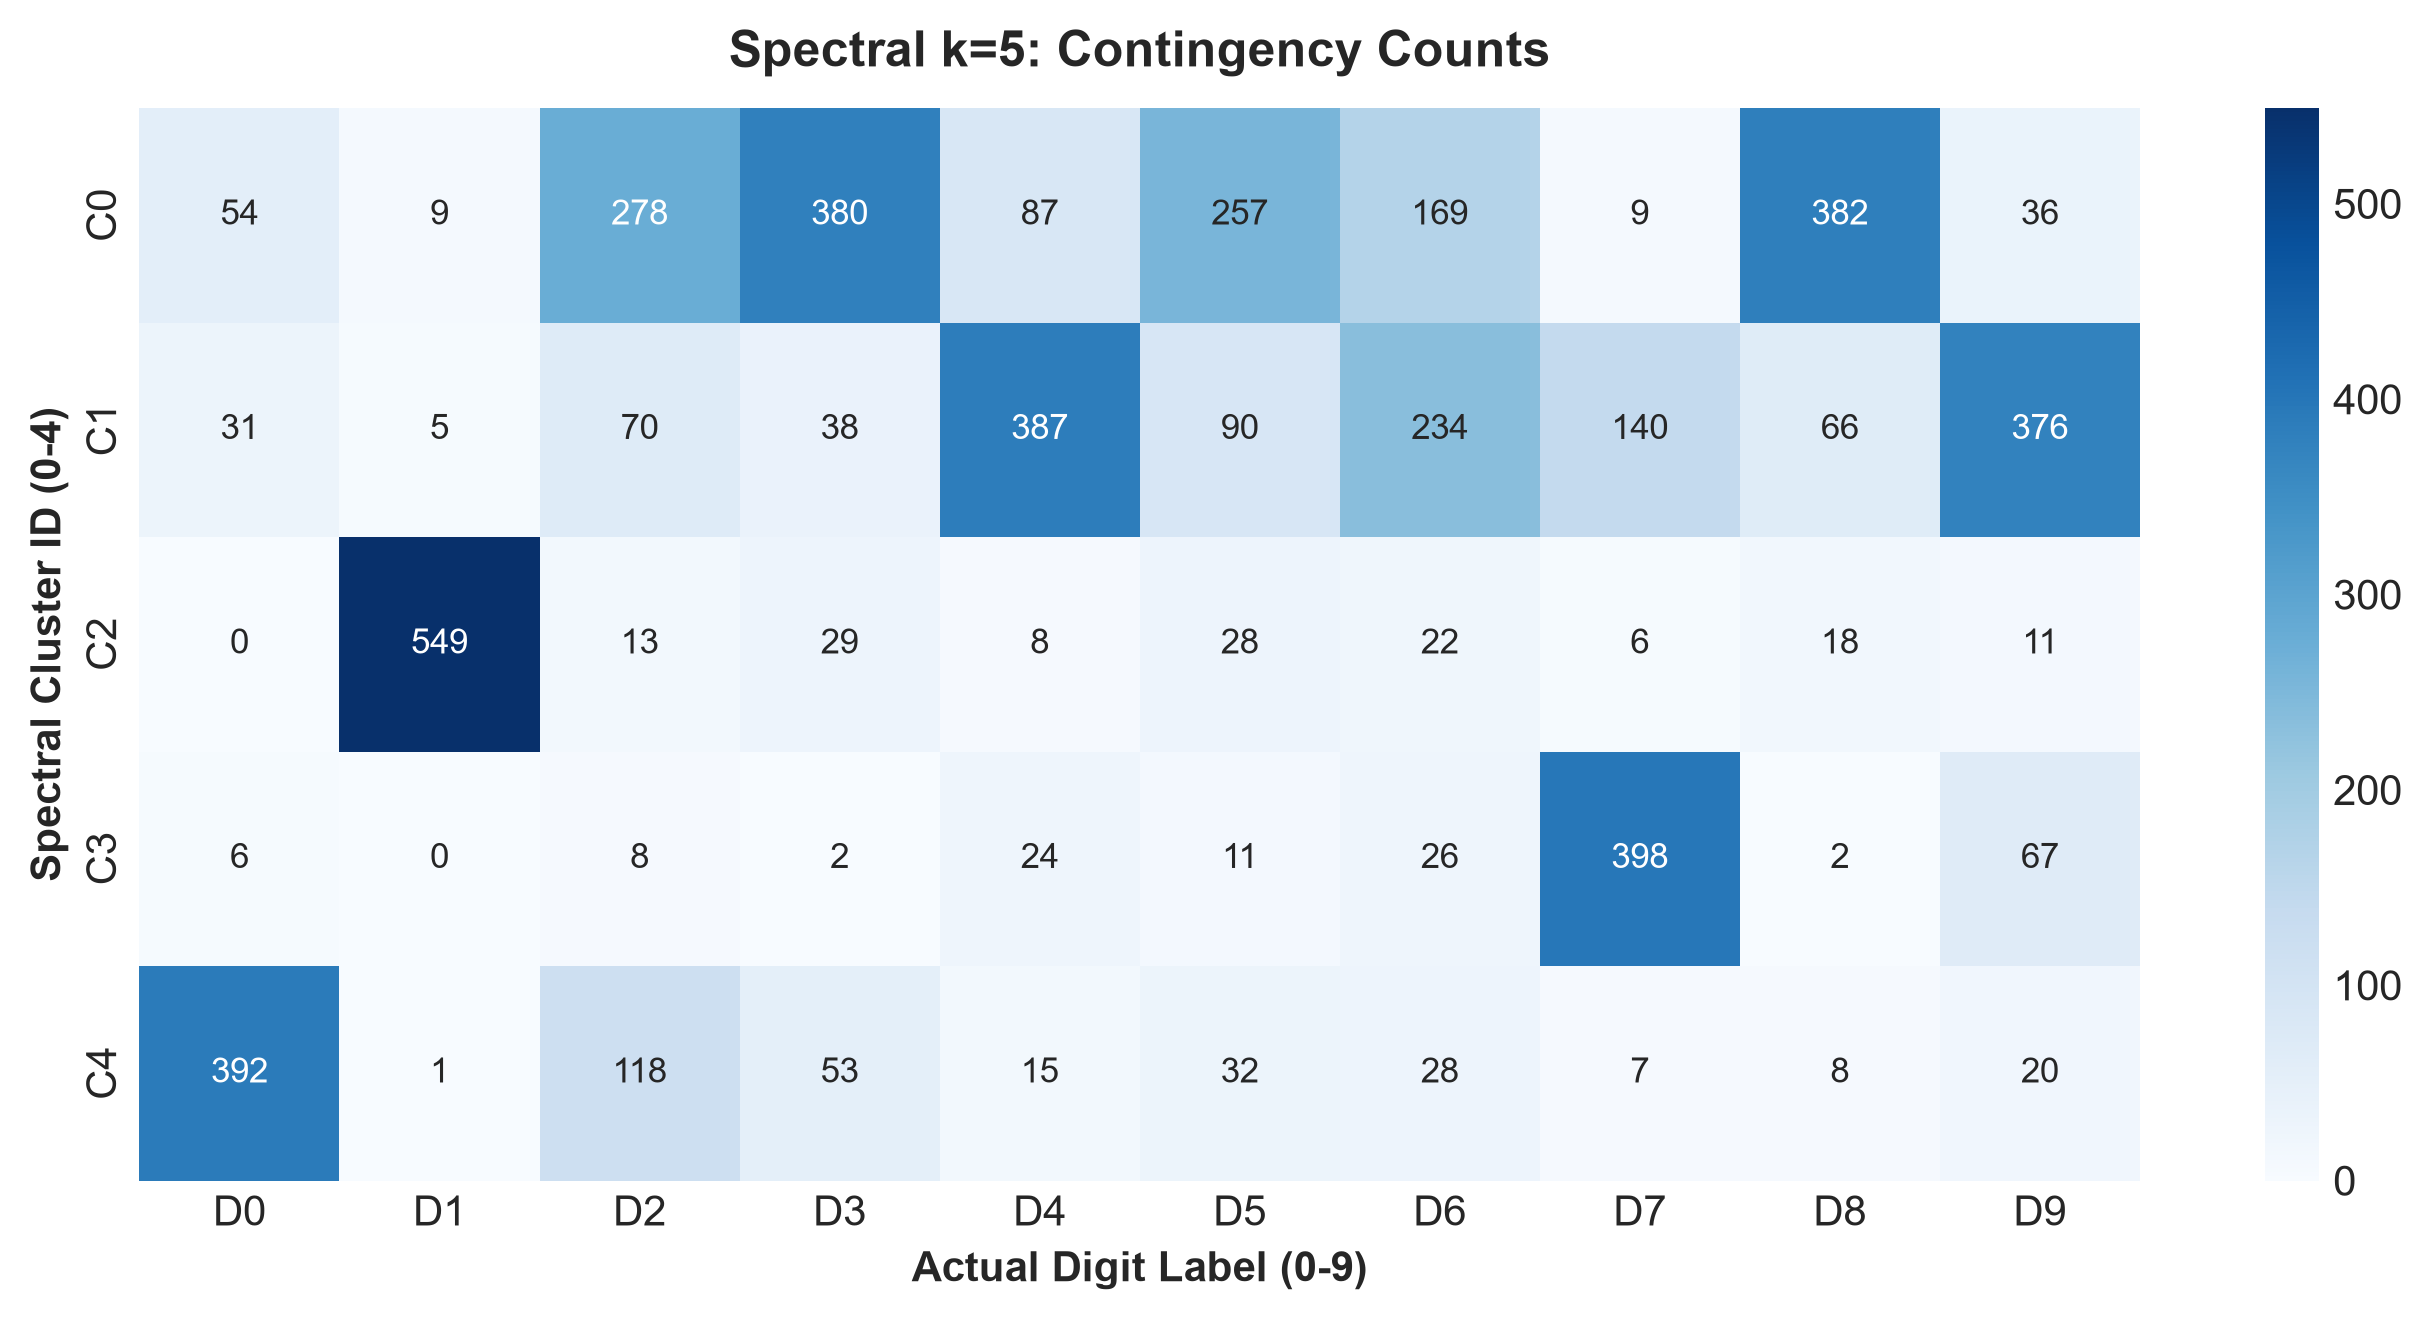 Spectral k=5: Contingency Counts
Spectral Cluster ID (0-4)
C0 54 9 278 380 87 257 169 9 382 36
C1 31 5 70 38 387 90 234 140 66 376
C2 0 549 13 29 8 28 22 6 18 11
C3 6 0 8 2 24 11 26 398 2 67
C4 392 1 118 53 15 32 28 7 8 20
D0 D1 D2 D3 D4 D5 D6 D7 D8 D9
Actual Digit Label (0-9)
500
400
300
200
100
0